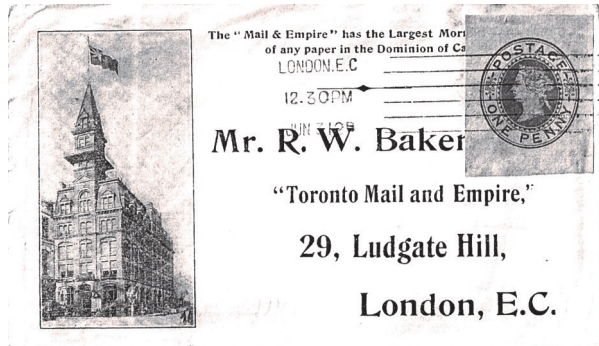 The "Mail & Empire" has the Largest Morn
of any paper in the Dominion of Ca
LONDON.E.C
12.30PM
JUN
POSTAGE
ONE PENNY
Mr. R. W. Baker
"Toronto Mail and Empire,"
29, Ludgate Hill,
London, E.C.